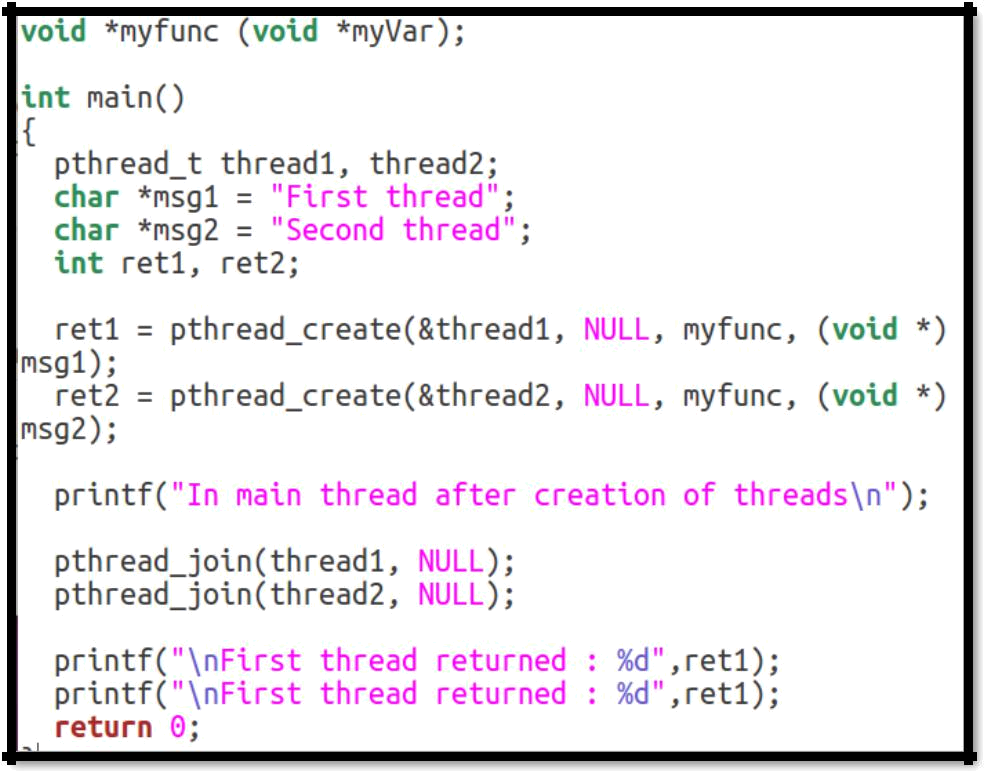 void *myfunc (void *myVar);
int main()
{
pthread_t thread1, thread2;
char *msg1 = "First thread";
char *msg2 = "Second thread";
int ret1, ret2;
ret1 = pthread_create(&thread1, NULL, myfunc, (void *)
msg1);
ret2 = pthread_create(&thread2, NULL, myfunc, (void *)
msg2);
printf("In main thread after creation of threads\n");
pthread_join(thread1, NULL);
pthread_join(thread2, NULL);
printf("\nFirst thread returned : %d",ret1);
printf("\nFirst thread returned : %d",ret1);
return 0;